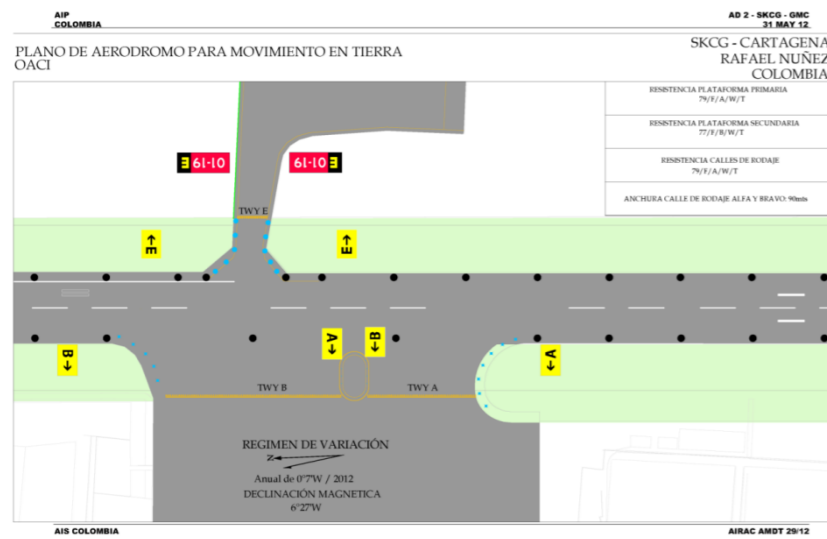 AIP
COLOMBIA
AD 2 - SKCG - GMC
31 MAY 12
PLANO DE AERODROMO PARA MOVIMIENTO EN TIERRA
OACI
SKCG - CARTAGENA
RAFAEL NUÑEZ
COLOMBIA
RESISTENCIA PLATAFORMA PRIMARIA
79/F/A/W/T
RESISTENCIA PLATAFORMA SECUNDARIA
77/F/B/W/T
RESISTENCIA CALLES DE RODAJE
79/F/A/W/T
ANCHURA CALLE DE RODAJE ALFA Y BRAVO: 90mts
E 01-19
01-19 E
TWY E
E→
E→
B→
A→
←B
A→
TWY B
TWY A
REGIMEN DE VARIACIÓN
N
Anual de 0°7'W / 2012
DECLINACIÓN MAGNETICA
6°27'W
AIS COLOMBIA
AIRAC AMDT 29/12